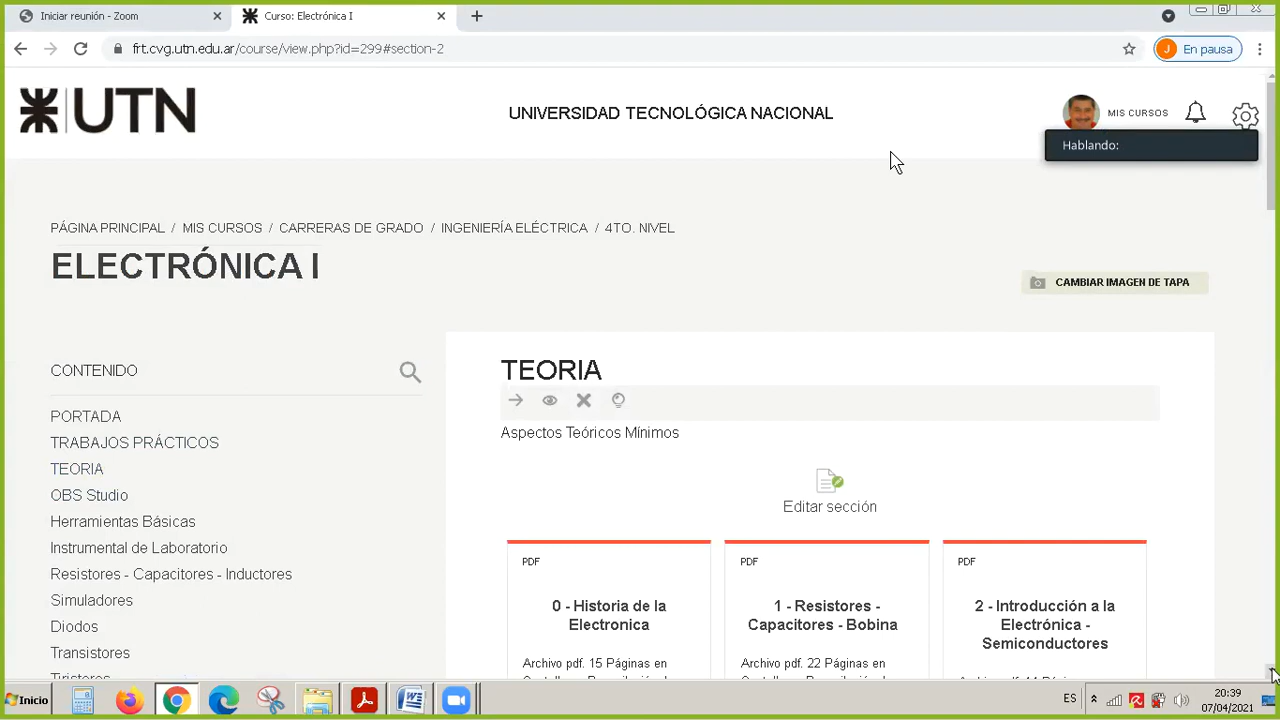 Iniciar reunión - Zoom
Curso: Electrónica I
frt.cvg.utn.edu.ar/course/view.php?id=299#section-2
J En pausa
UTN
UNIVERSIDAD TECNOLÓGICA NACIONAL
MIS CURSOS
Hablando:
PÁGINA PRINCIPAL / MIS CURSOS / CARRERAS DE GRADO / INGENIERÍA ELÉCTRICA / 4TO. NIVEL
ELECTRÓNICA I
CAMBIAR IMAGEN DE TAPA
CONTENIDO
PORTADA
TRABAJOS PRÁCTICOS
TEORIA
OBS Studio
Herramientas Básicas
Instrumental de Laboratorio
Resistores - Capacitores - Inductores
Simuladores
Diodos
Transistores
Tiristores
TEORIA
Aspectos Teóricos Mínimos
Editar sección
PDF
0 - Historia de la
Electronica
Archivo pdf. 15 Páginas en
PDF
1 - Resistores -
Capacitores - Bobina
Archivo pdf. 22 Páginas en
PDF
2 - Introducción a la
Electrónica -
Semiconductores
Inicio
ES
20:39
07/04/2021